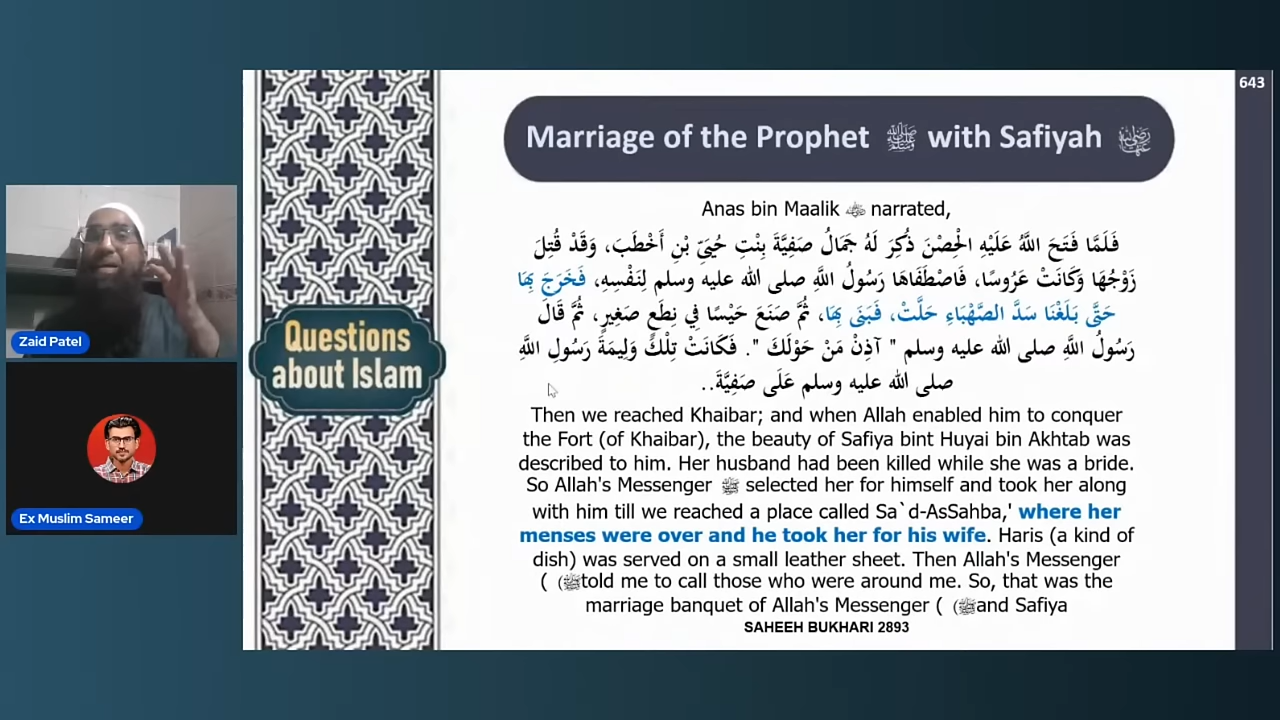 643
Marriage of the Prophet ﷺ with Safiyah رضي الله عنها
Anas bin Maalik narrated,
فَلَمَّا فَتَحَ اللَّهُ عَلَيْهِ الْحِصْنَ ذُكِرَ لَهُ جَمَالُ صَفِيَّةَ بِنْتِ حُيَىِّ بْنِ أَخْطَبَ، وَقَدْ قُتِلَ
زَوْجُهَا وَكَانَتْ عَرُوسًا، فَاصْطَفَاهَا رَسُولُ اللَّهِ صلى الله عليه وسلم لِنَفْسِهِ، فَخَرَجَ بِهَا
حَتَّى بَلَغْنَا سَدَّ الصَّهْبَاءِ حَلَّتْ، فَبَنَى بِهَا، ثُمَّ صَنَعَ حَيْسًا فِي نِطَعٍ صَغِيرٍ، ثُمَّ قَالَ
رَسُولُ اللَّهِ صلى الله عليه وسلم " آذِنْ مَنْ حَوْلَكَ ". فَكَانَتْ تِلْكَ وَلِيمَةَ رَسُولِ اللَّهِ
صلى الله عليه وسلم عَلَى صَفِيَّةَ..
Then we reached Khaibar; and when Allah enabled him to conquer
the Fort (of Khaibar), the beauty of Safiya bint Huyai bin Akhtab was
described to him. Her husband had been killed while she was a bride.
So Allah's Messenger ﷺ selected her for himself and took her along
with him till we reached a place called Sa`d-AsSahba,' where her
menses were over and he took her for his wife. Haris (a kind of
dish) was served on a small leather sheet. Then Allah's Messenger
( (ﷺtold me to call those who were around me. So, that was the
marriage banquet of Allah's Messenger ( (ﷺand Safiya
SAHEEH BUKHARI 2893
Questions
about Islam
Zaid Patel
Ex Muslim Sameer